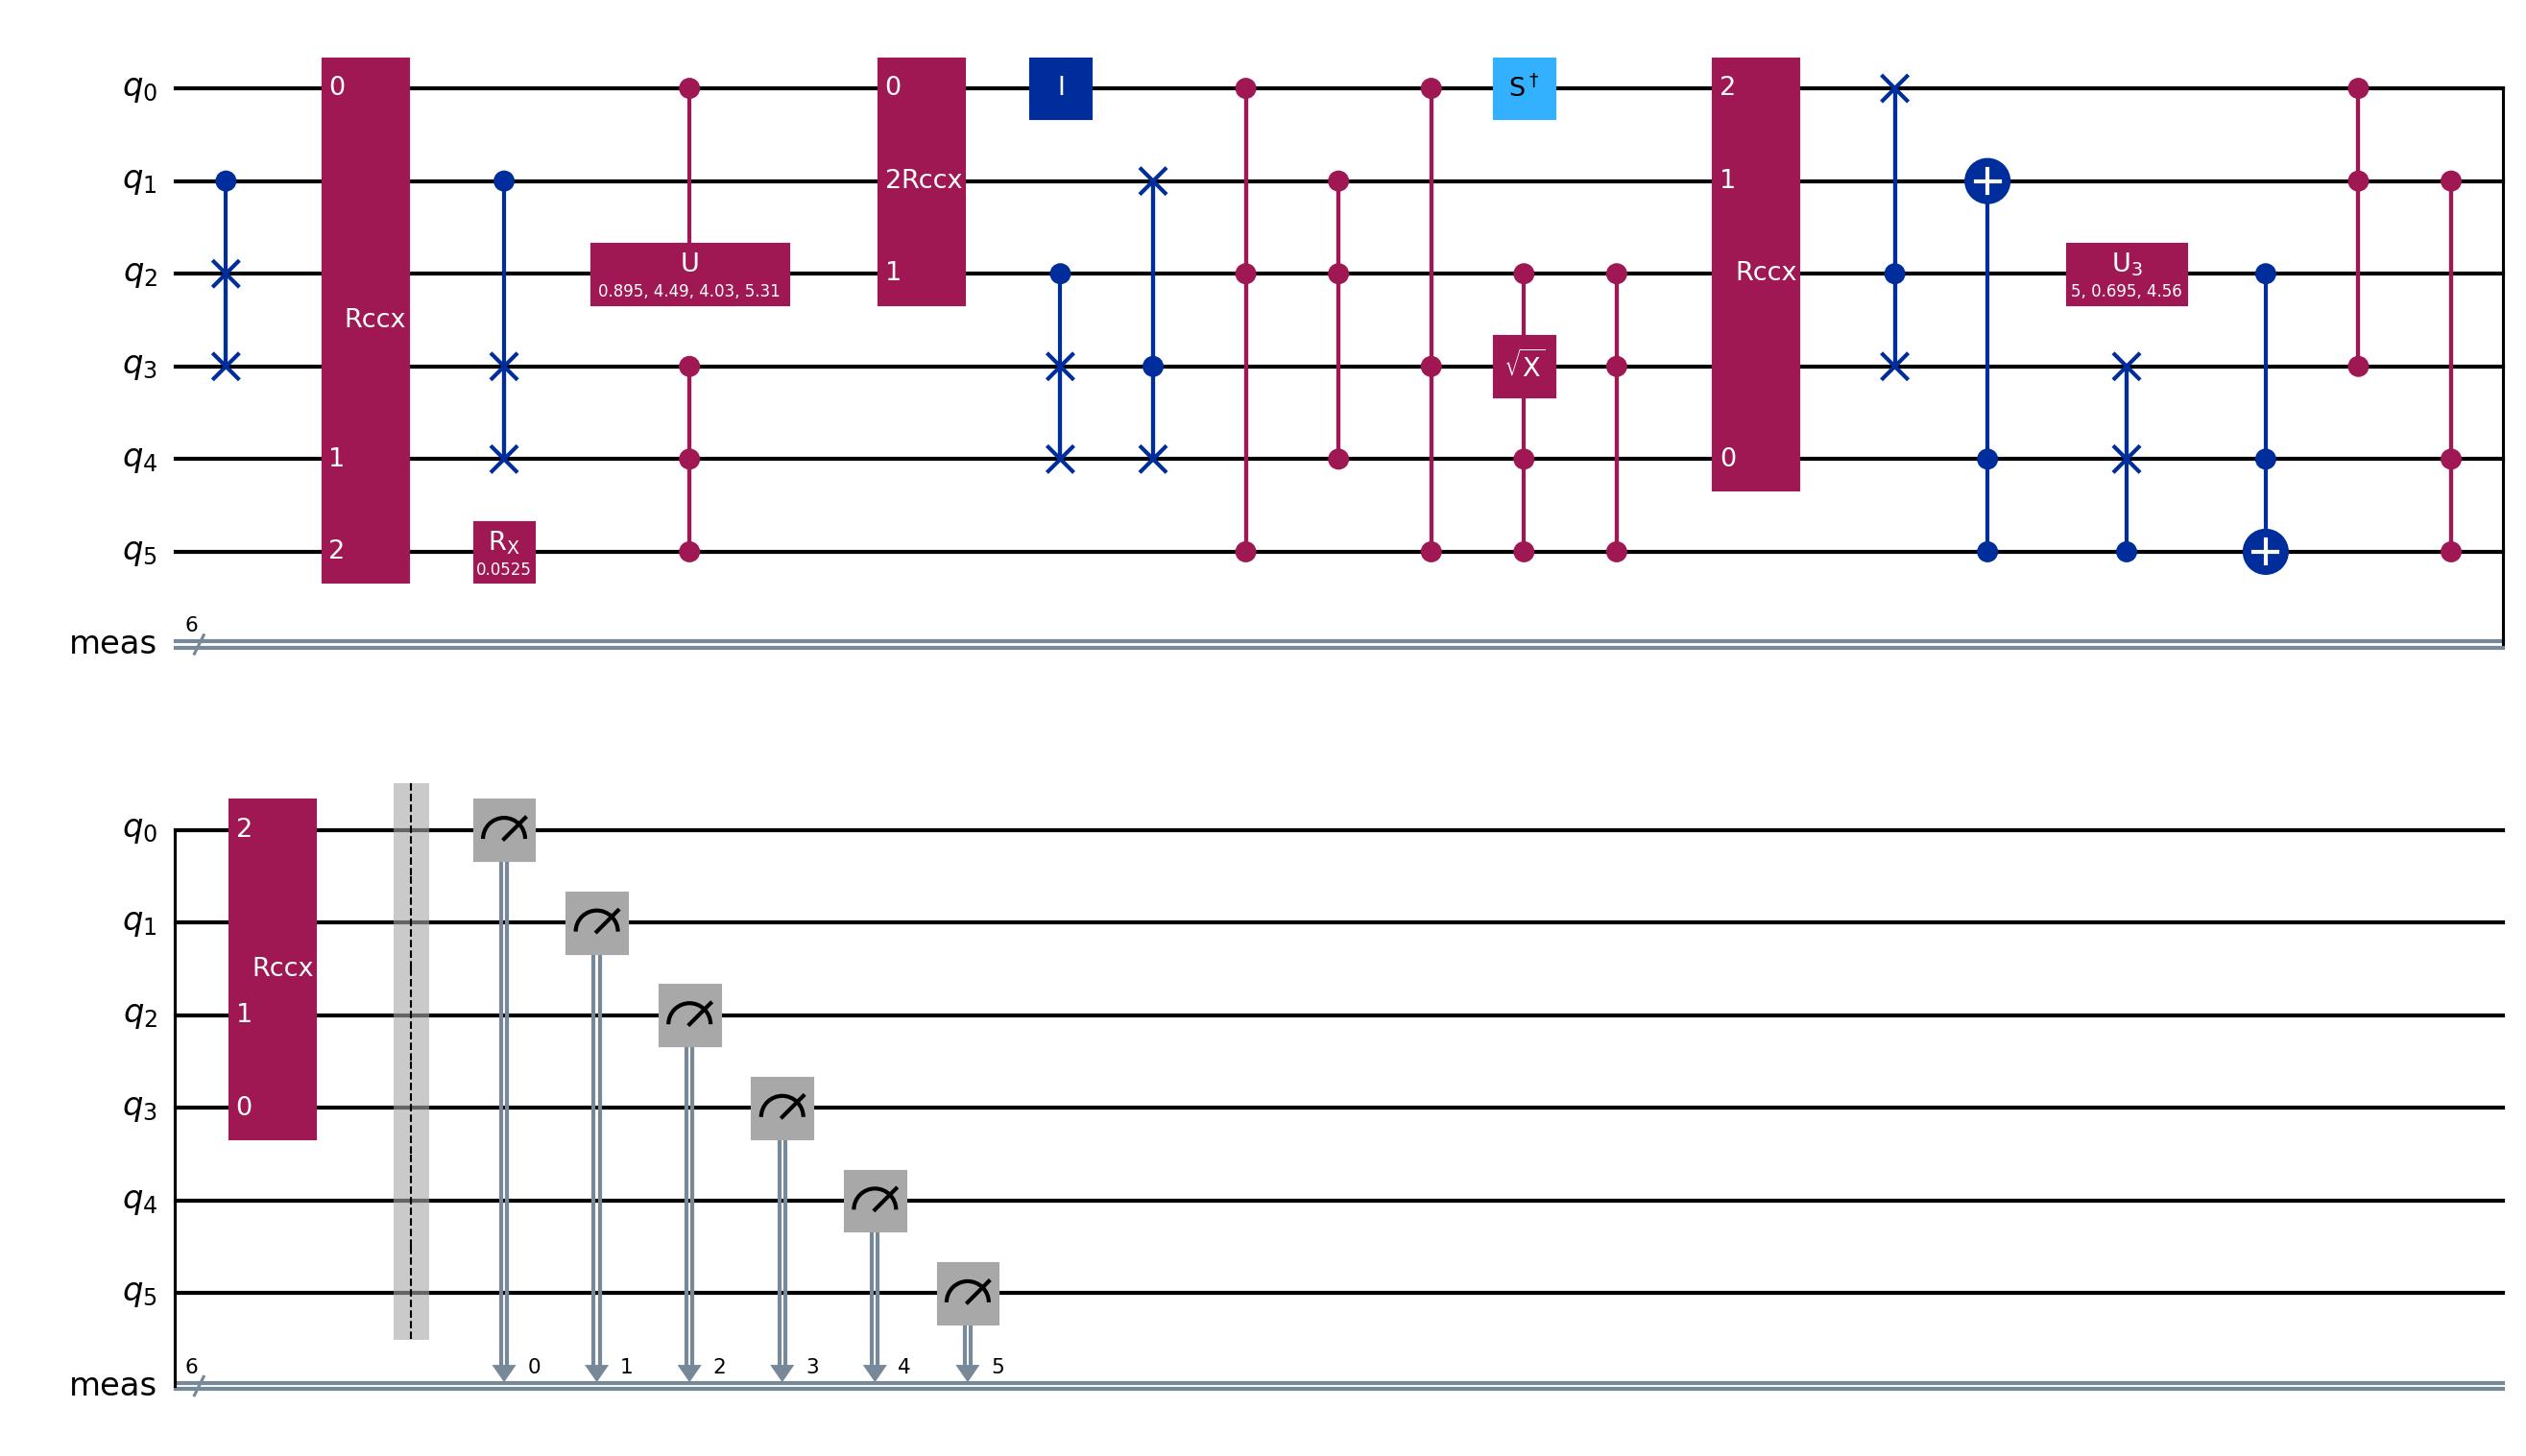 q0 0 0 I S† 2
q1 2Rccx 1
q2 U 0.895, 4.49, 4.03, 5.31 1 Rccx U3 5, 0.695, 4.56
Rccx
q3 √X
q4 1 0
q5 2 RX 0.0525
6
meas
q0 2
q1
Rccx
q2 1
q3 0
q4
q5
6 0 1 2 3 4 5
meas